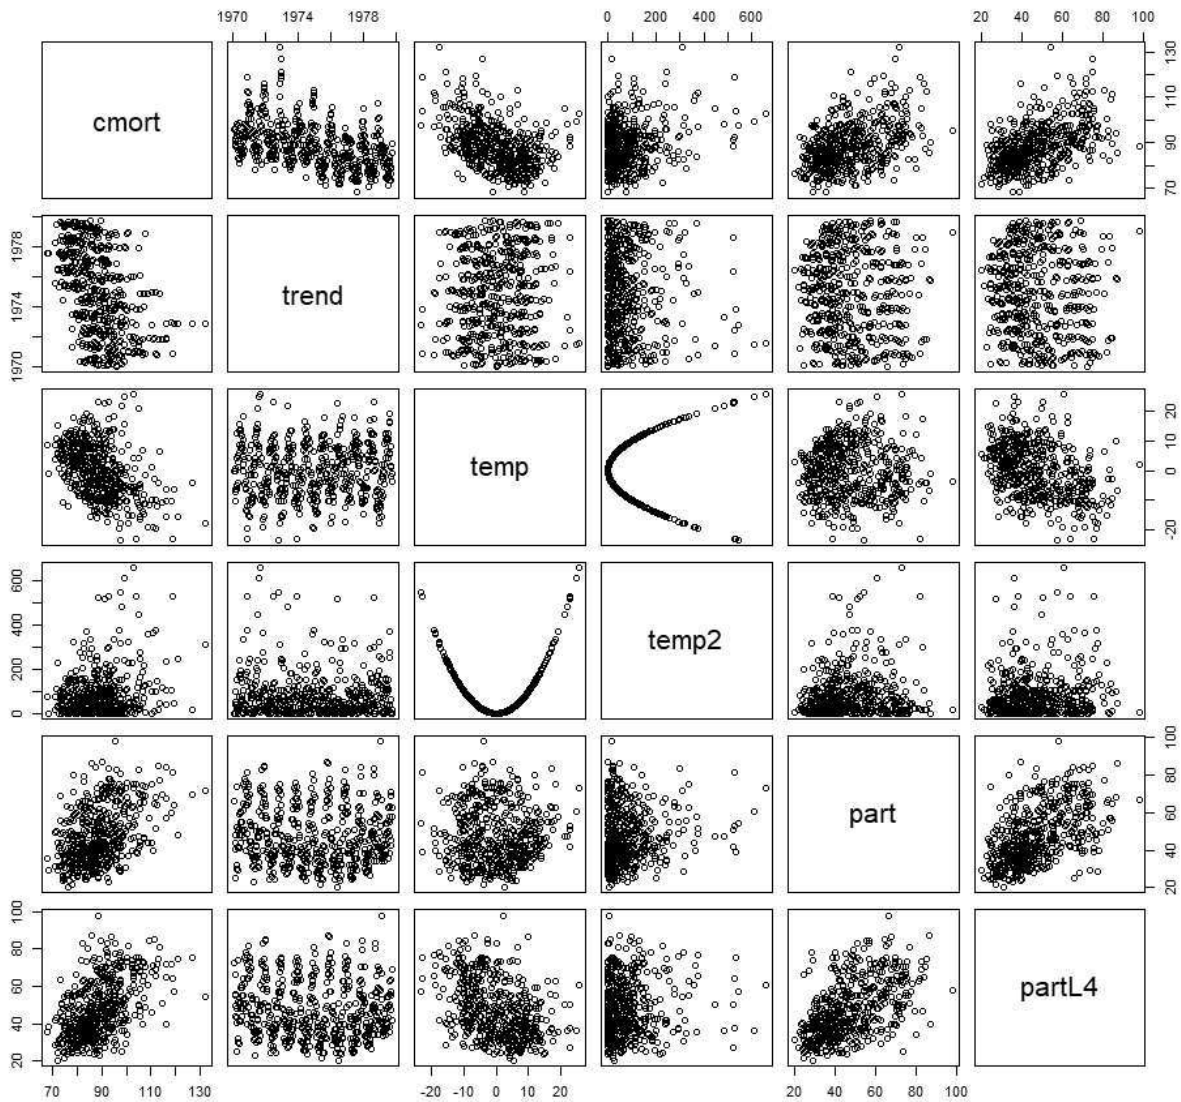 1970 1974 1978 0 200 400 600 20 40 60 80 100
cmort 70 90 110 130
1970 1974 1978 trend
temp -20 0 10 20
0 200 400 600 temp2
part 20 40 60 80 100
20 40 60 80 100 partL4
70 90 110 130 -20 -10 0 10 20 20 40 60 80 100